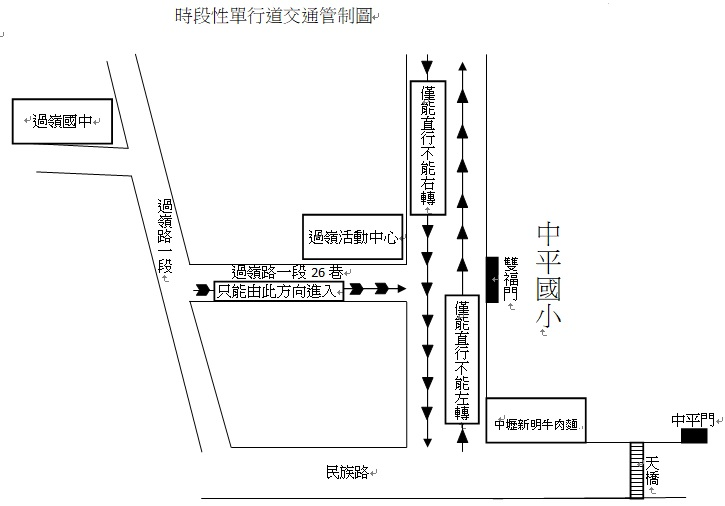 時段性單行道交通管制圖
過嶺國中
僅能直行不能右轉
過嶺路一段
過嶺活動中心
中平國小
雙福門
過嶺路一段 26 巷
只能由此方向進入
僅能直行不能左轉
中壢新明牛肉麵
中平門
民族路
天橋